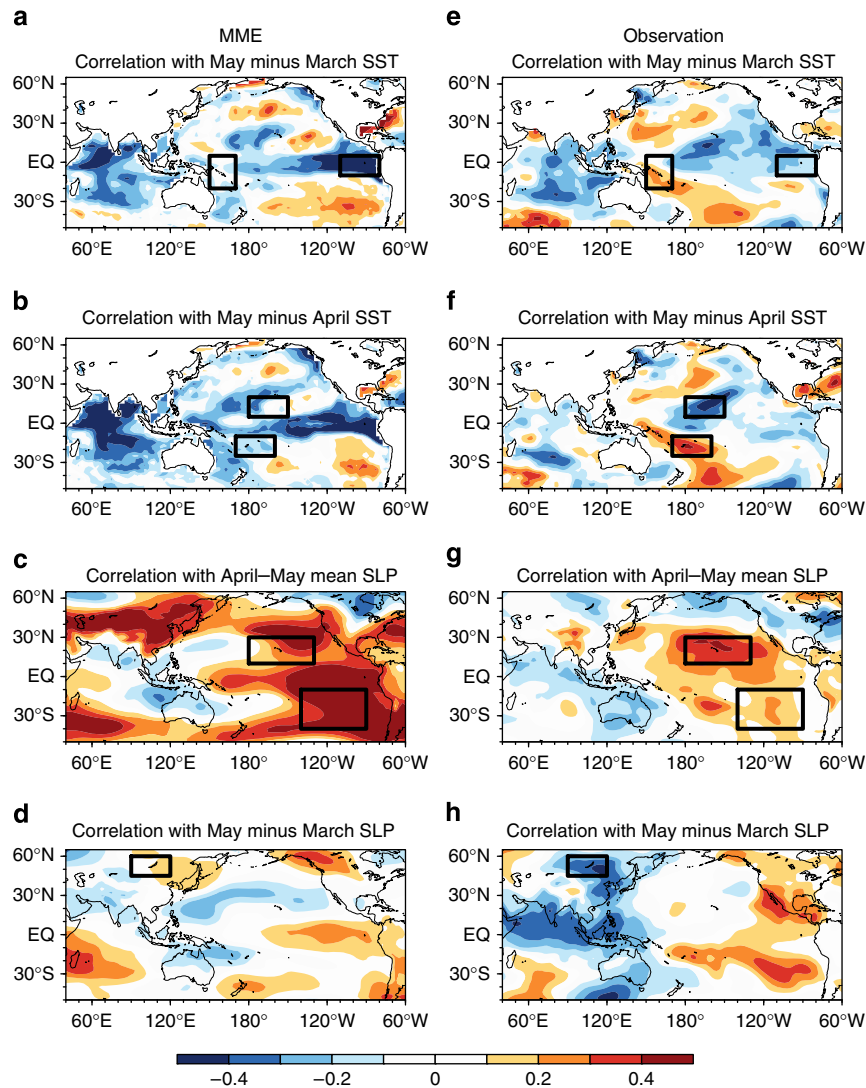 a
MME
Correlation with May minus March SST
60°N
30°N
EQ
30°S
60°E
120°E
180°
120°W
60°W
b
Correlation with May minus April SST
60°N
30°N
EQ
30°S
60°E
120°E
180°
120°W
60°W
c
Correlation with April–May mean SLP
60°N
30°N
EQ
30°S
60°E
120°E
180°
120°W
60°W
d
Correlation with May minus March SLP
60°N
30°N
EQ
30°S
60°E
120°E
180°
120°W
60°W
e
Observation
Correlation with May minus March SST
60°N
30°N
EQ
30°S
60°E
120°E
180°
120°W
60°W
f
Correlation with May minus April SST
60°N
30°N
EQ
30°S
60°E
120°E
180°
120°W
60°W
g
Correlation with April–May mean SLP
60°N
30°N
EQ
30°S
60°E
120°E
180°
120°W
60°W
h
Correlation with May minus March SLP
60°N
30°N
EQ
30°S
60°E
120°E
180°
120°W
60°W
−0.4 −0.2 0 0.2 0.4